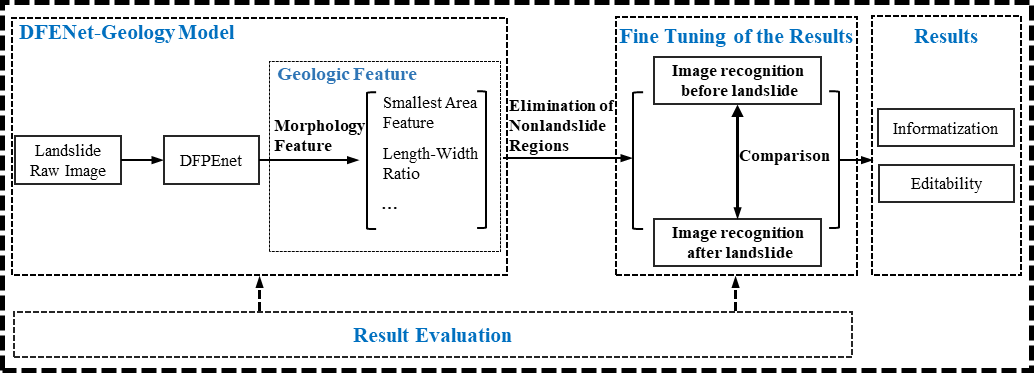 DFENet-Geology Model
Geologic Feature
Landslide
Raw Image
DFPEnet
Morphology
Feature
Smallest Area
Feature
Length-Width
Ratio
...
Elimination of
Nonlandslide
Regions
Fine Tuning of the Results
Image recognition
before landslide
Comparison
Image recognition
after landslide
Results
Informatization
Editability
Result Evaluation